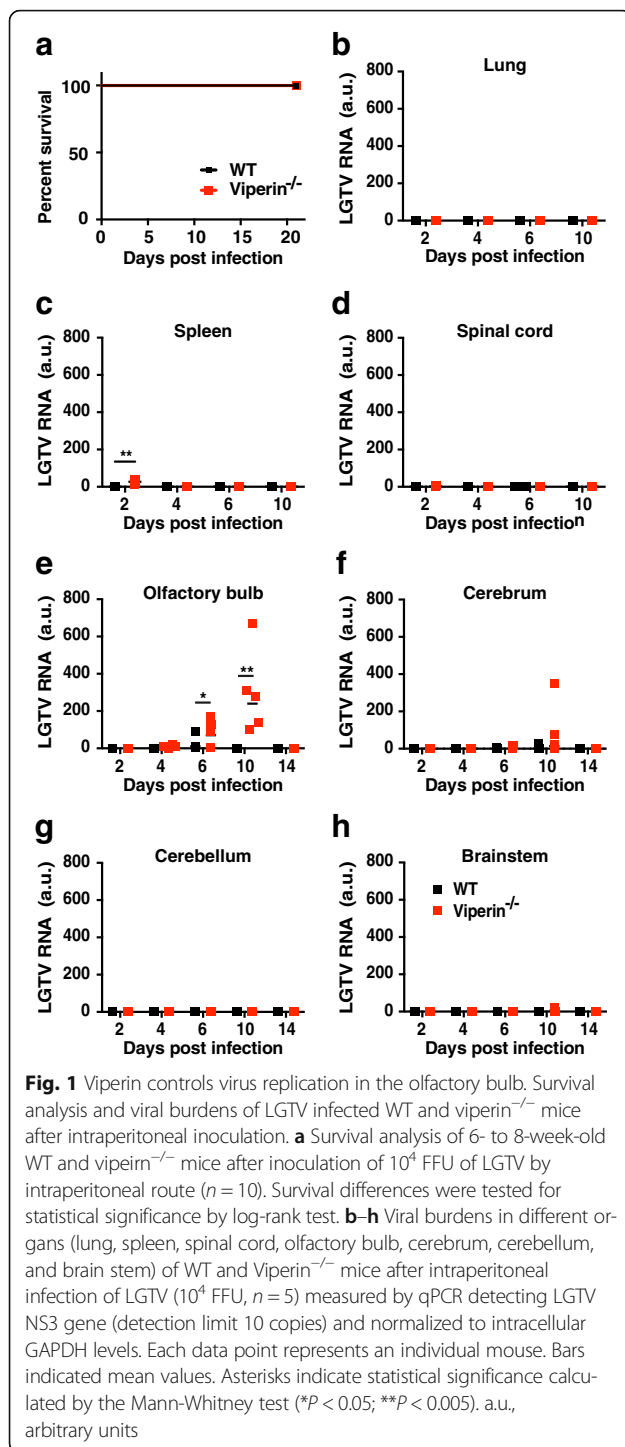 a
Percent survival
100
50
0
WT
Viperin-/-
0 5 10 15 20
Days post infection
b
Lung
LGTV RNA (a.u.)
800
600
400
200
0
2 4 6 10
Days post infection
c
Spleen
LGTV RNA (a.u.)
800
600
400
200
0
**
2 4 6 10
Days post infection
d
Spinal cord
LGTV RNA (a.u.)
800
600
400
200
0
2 4 6 10
Days post infection
e
Olfactory bulb
LGTV RNA (a.u.)
800
600
400
200
0
*
**
2 4 6 10 14
Days post infection
f
Cerebrum
LGTV RNA (a.u.)
800
600
400
200
0
2 4 6 10 14
Days post infection
g
Cerebellum
LGTV RNA (a.u.)
800
600
400
200
0
2 4 6 10 14
Days post infection
h
Brainstem
LGTV RNA (a.u.)
800
600
400
200
0
WT
Viperin-/-
2 4 6 10 14
Days post infection
Fig. 1 Viperin controls virus replication in the olfactory bulb. Survival
analysis and viral burdens of LGTV infected WT and viperin−/− mice
after intraperitoneal inoculation. a Survival analysis of 6- to 8-week-old
WT and vipeirn−/− mice after inoculation of 10⁴ FFU of LGTV by
intraperitoneal route (n = 10). Survival differences were tested for
statistical significance by log-rank test. b–h Viral burdens in different or-
gans (lung, spleen, spinal cord, olfactory bulb, cerebrum, cerebellum,
and brain stem) of WT and Viperin−/− mice after intraperitoneal
infection of LGTV (10⁴ FFU, n = 5) measured by qPCR detecting LGTV
NS3 gene (detection limit 10 copies) and normalized to intracellular
GAPDH levels. Each data point represents an individual mouse. Bars
indicated mean values. Asterisks indicate statistical significance calcu-
lated by the Mann-Whitney test (*P < 0.05; **P < 0.005). a.u.,
arbitrary units